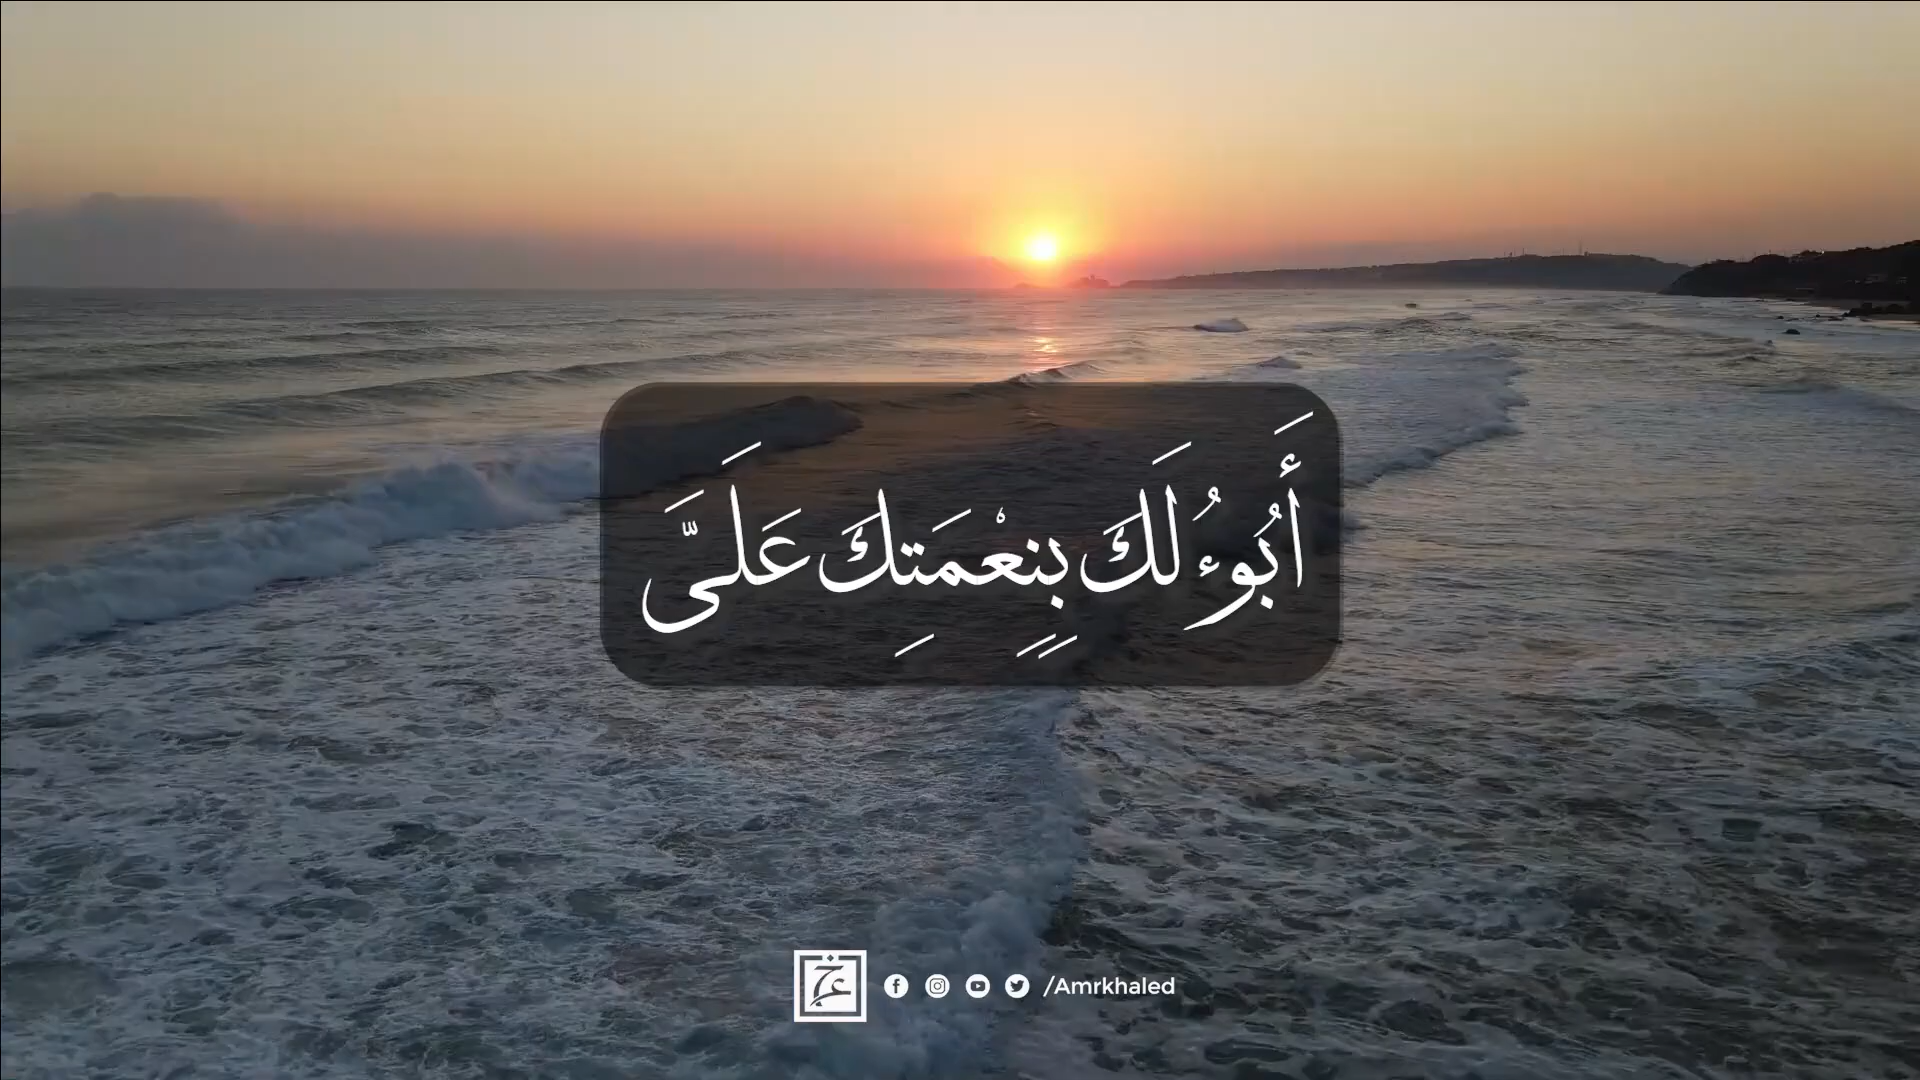 أَبُوءُ لَكَ بِنِعْمَتِكَ عَلَىَّ
/Amrkhaled